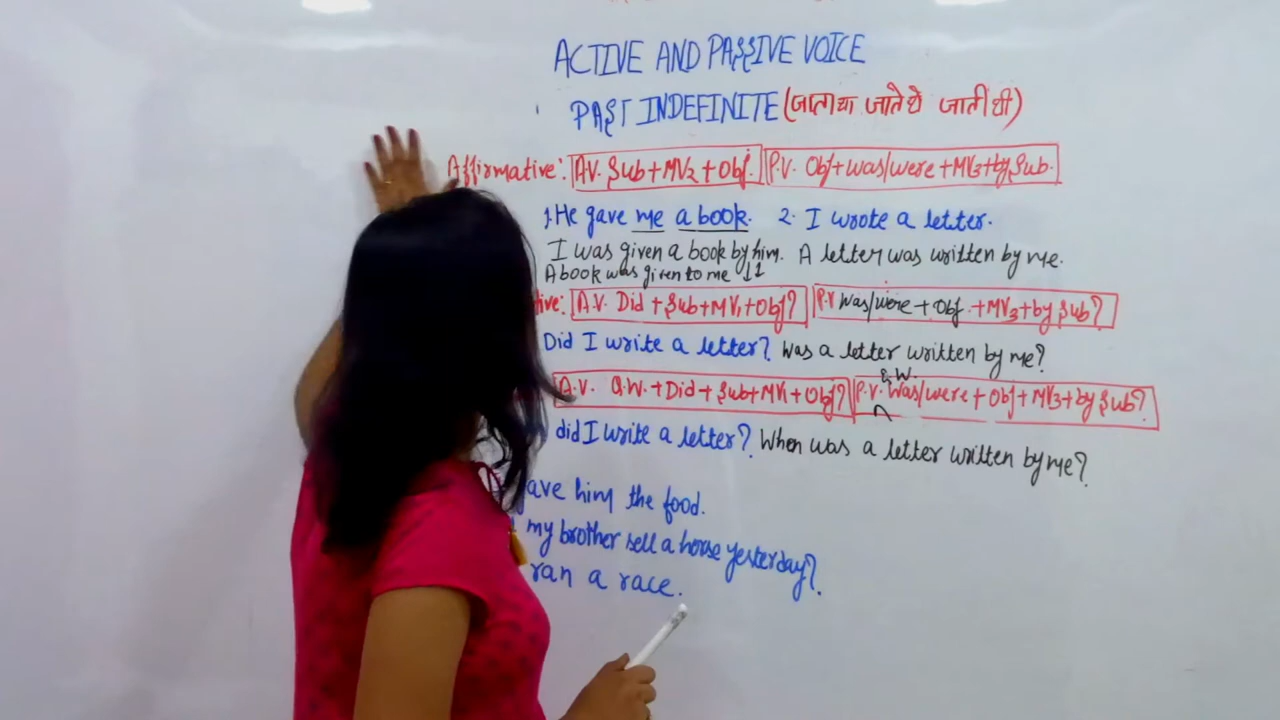 ACTIVE AND PASSIVE VOICE
PAST INDEFINITE (जाता था जाते थे जाती थी)
Affirmative: A.V. Sub+MV2+Obj. P.V. Obj+was/were+MV3+by Sub.
1. He gave me a book. 2. I wrote a letter.
I was given a book by him. A letter was written by me.
A book was given to me ↓↓
tive: A.V. Did+Sub+MV1+Obj? P.V. Was/were+Obj.+MV3+by Sub?
Did I write a letter? Was a letter written by me?
Q.W.
A.V. Q.W.+Did+Sub+MV1+Obj? P.V. Was/were+Obj+MV3+by Sub?
did I write a letter? When was a letter written by me?
ave him the food.
my brother sell a horse yesterday?
ran a race.